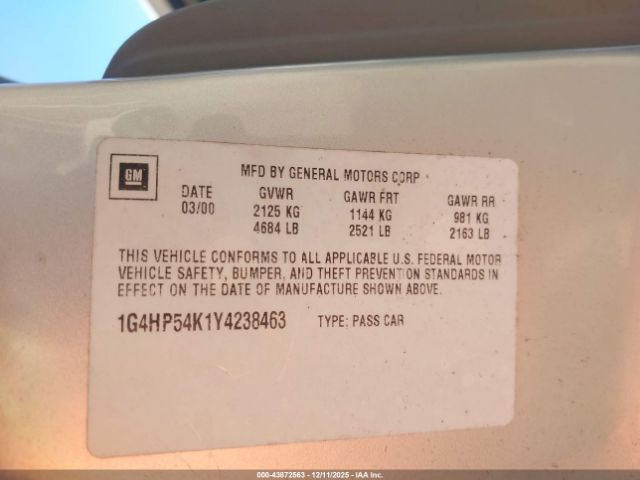 GM
MFD BY GENERAL MOTORS CORP
DATE GVWR GAWR FRT GAWR RR
03/00 2125 KG 1144 KG 981 KG
4684 LB 2521 LB 2163 LB
THIS VEHICLE CONFORMS TO ALL APPLICABLE U.S. FEDERAL MOTOR
VEHICLE SAFETY, BUMPER, AND THEFT PREVENTION STANDARDS IN
EFFECT ON THE DATE OF MANUFACTURE SHOWN ABOVE.
1G4HP54K1Y4238463 TYPE: PASS CAR
000-43872563 - 12/11/2025 - IAAI, Inc.